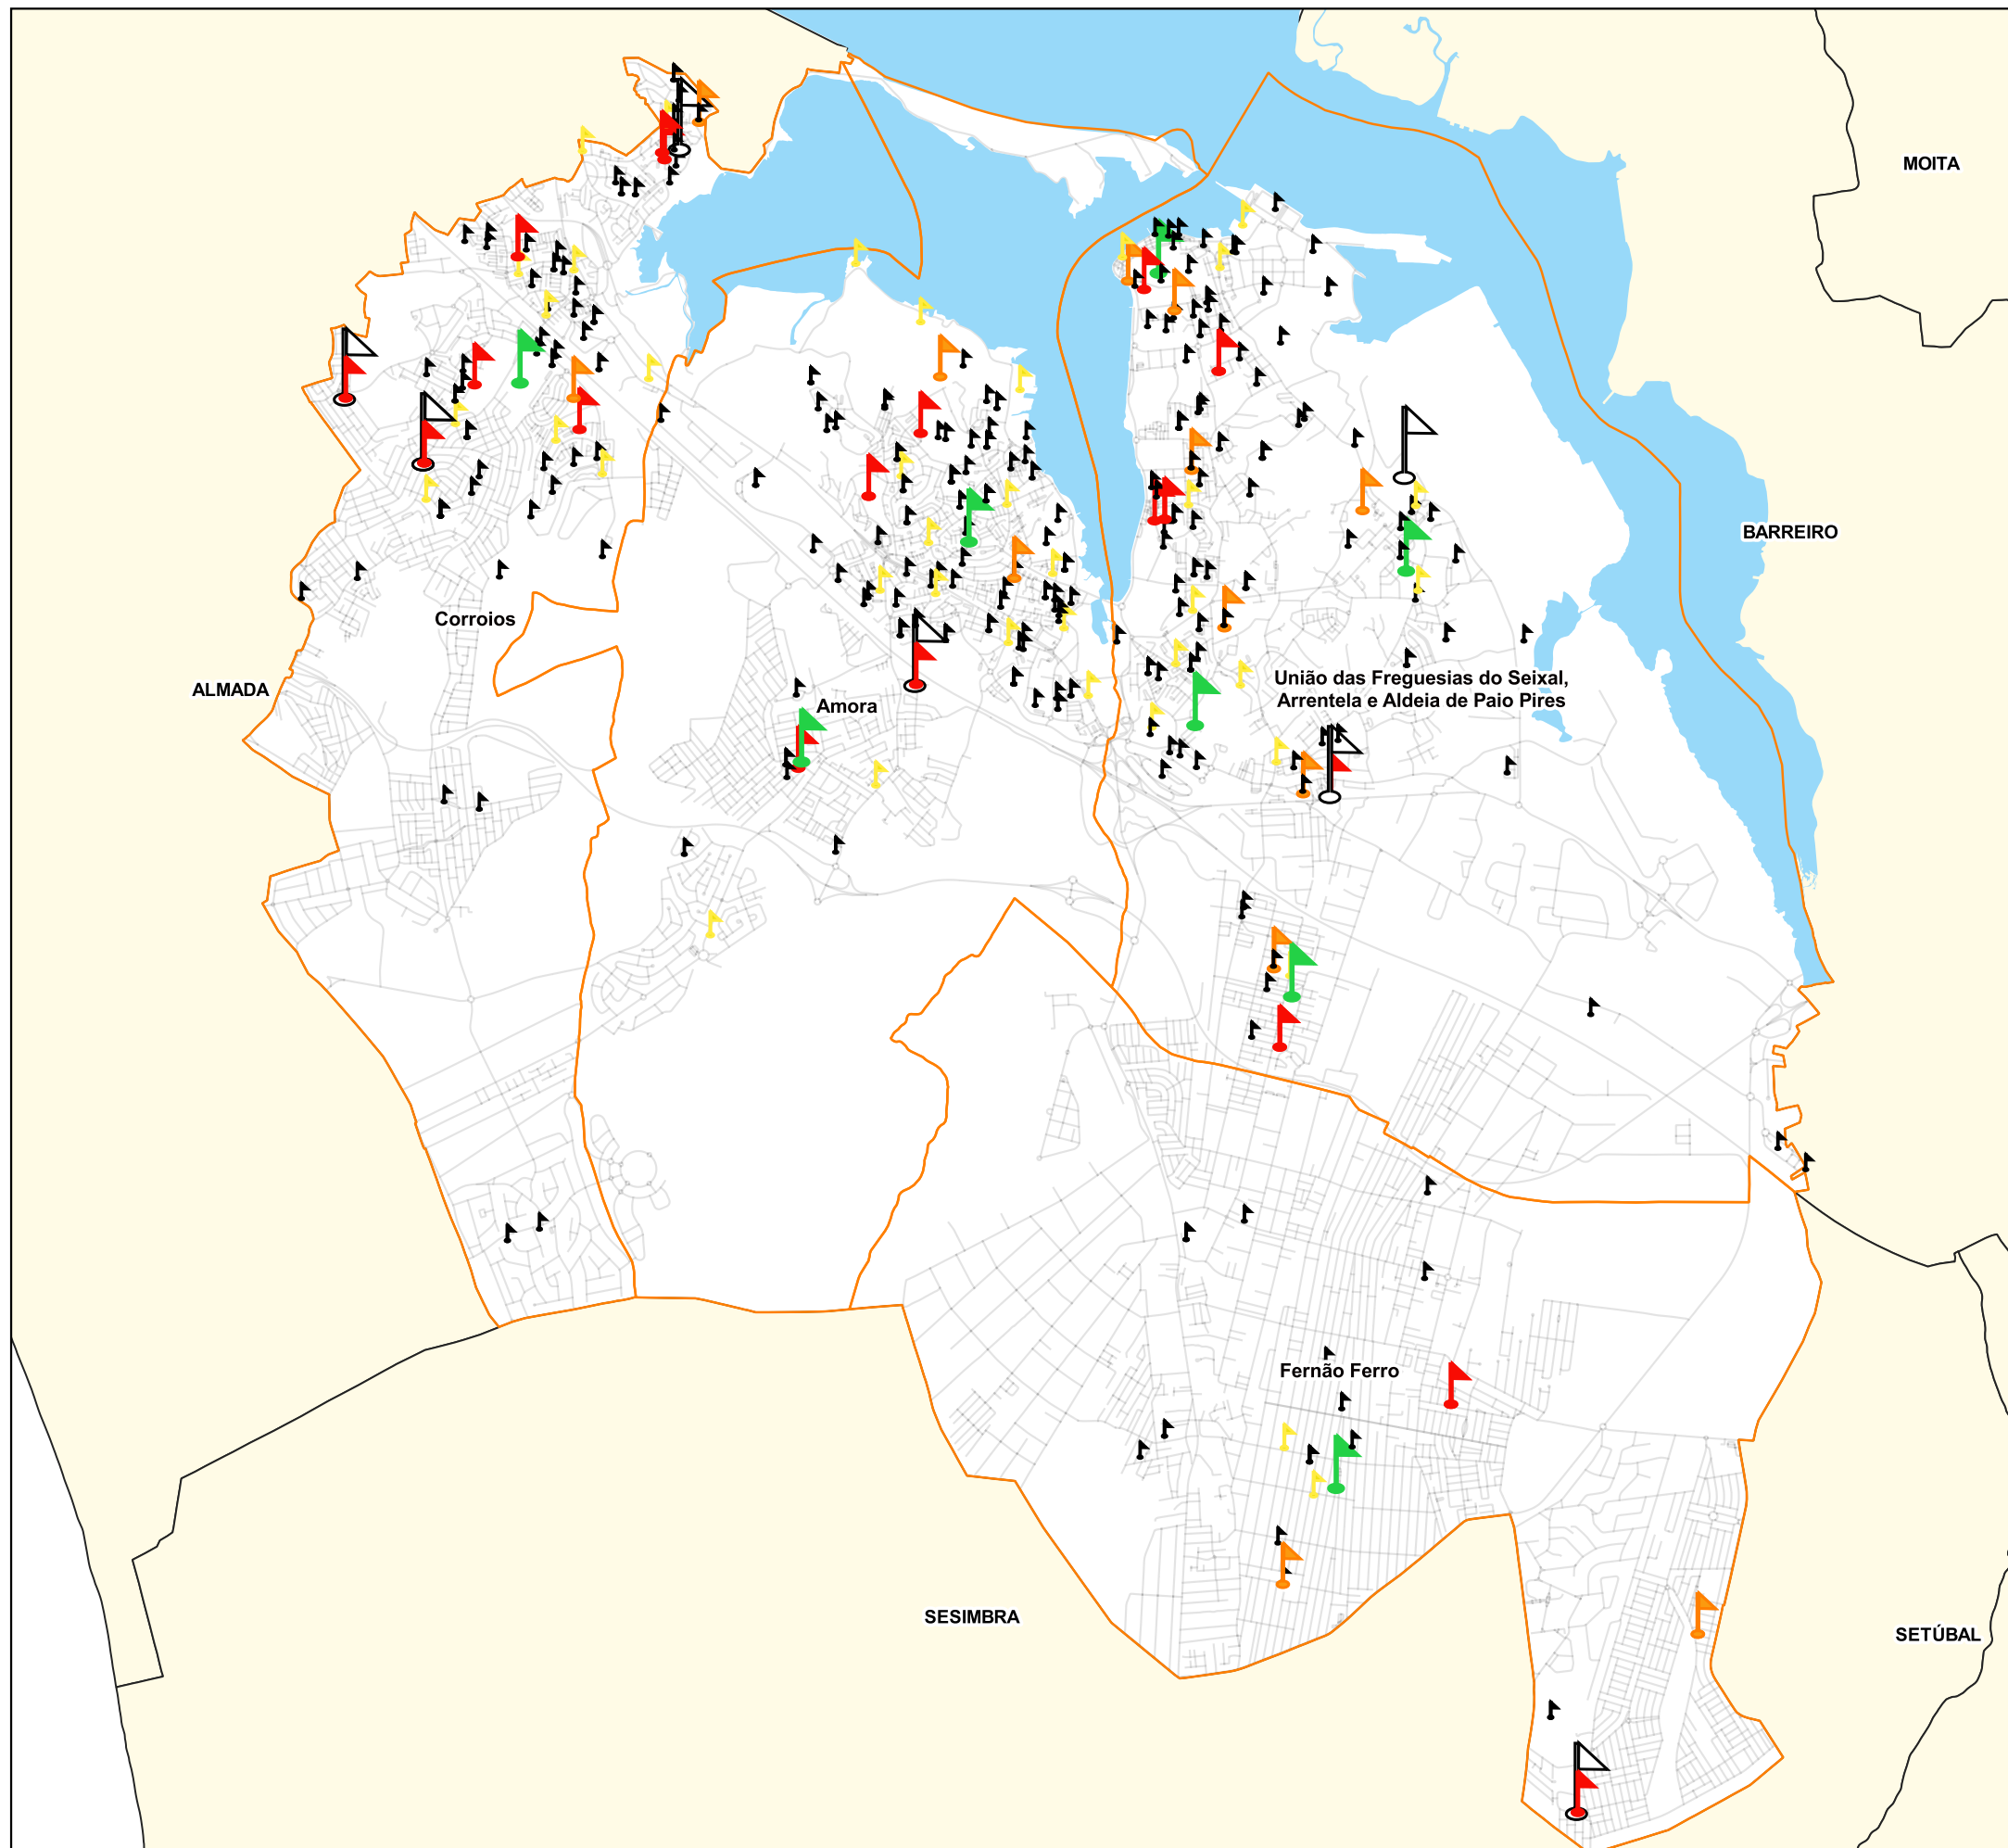 MOITA
BARREIRO
Corroios
União das Freguesias do Seixal,
Arrentela e Aldeia de Paio Pires
ALMADA
Amora
Fernão Ferro
SESIMBRA
SETÚBAL